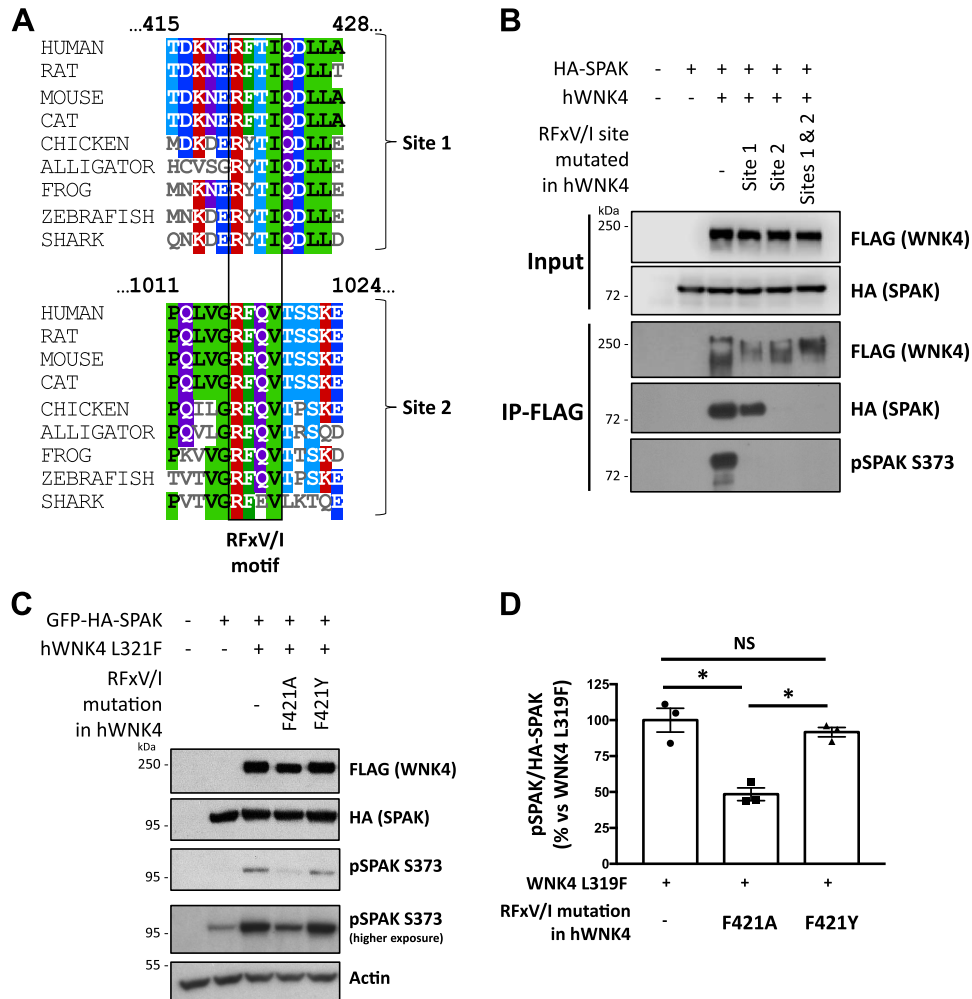 A
...415 428...
HUMAN TDKNERFTIQDLLA
RAT TDKNERFTIQDLLT
MOUSE TDKNERFTIQDLLA
CAT TDKNERFTIQDLLA
CHICKEN MDKDERYTIQDLLE
ALLIGATOR HCVSGRYTIQDLLE
FROG MNKNERYTIQDLLE
ZEBRAFISH MNKDERYTIQDLLE
SHARK QNKDERYTIQDLLD
Site 1
...1011 1024...
HUMAN PQLVGRFQVTSSKE
RAT PQLVGRFQVTSSKE
MOUSE PQLVGRFQVTSSKE
CAT PQLVGRFQVTSSKE
CHICKEN PQIIGRFQVTPSKE
ALLIGATOR PQVIGRFQVTRSQD
FROG PKVVGRFQVTTSKD
ZEBRAFISH TVTVGRFQVTPSKE
SHARK PVTVGRFEVLKTQE
Site 2
RFxV/I
motif
B
HA-SPAK - + + + + +
hWNK4 - - + + + +
RFxV/I site
mutated
in hWNK4
- Site 1 Site 2 Sites 1 & 2
kDa
250 -
FLAG (WNK4)
Input
72 -
HA (SPAK)
250 -
FLAG (WNK4)
IP-FLAG
72 -
HA (SPAK)
72 -
pSPAK S373
C
GFP-HA-SPAK - + + + +
hWNK4 L321F - - + + +
RFxV/I
mutation
in hWNK4
- F421A F421Y
kDa
250 -
FLAG (WNK4)
95 -
HA (SPAK)
95 -
pSPAK S373
95 -
pSPAK S373
(higher exposure)
55 -
Actin
D
NS
* *
pSPAK/HA-SPAK
(% vs WNK4 L319F)
125
100
75
50
25
0
WNK4 L319F + + +
RFxV/I mutation
in hWNK4
- F421A F421Y